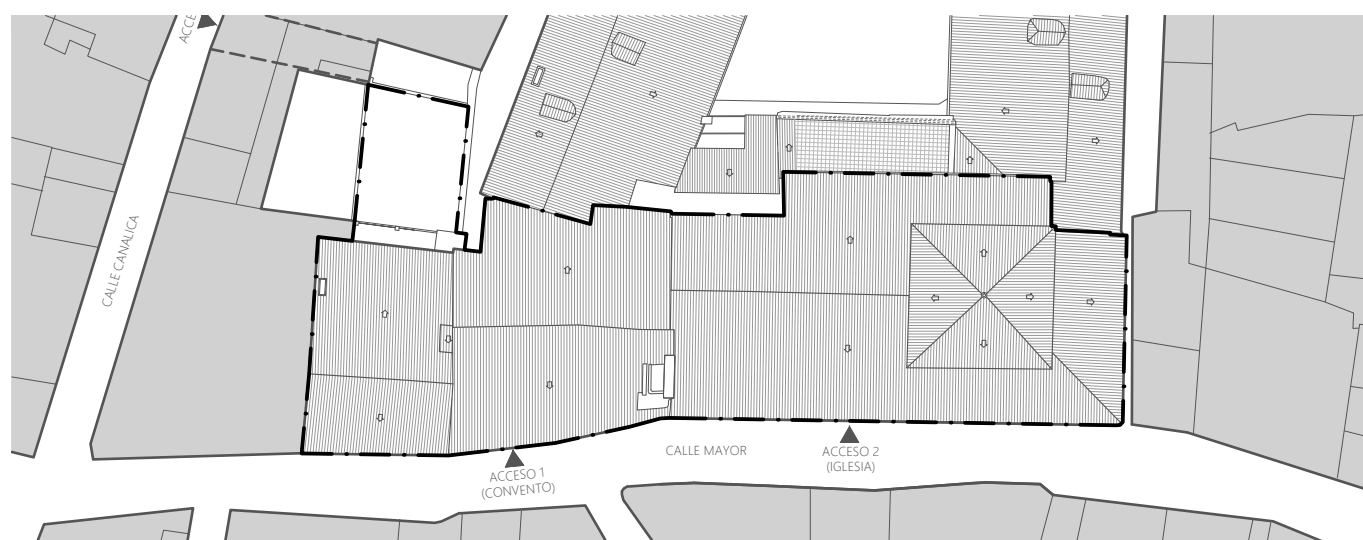 CALLE CANALICA
CALLE MAYOR
ACCESO 1
(CONVENTO)
ACCESO 2
(IGLESIA)